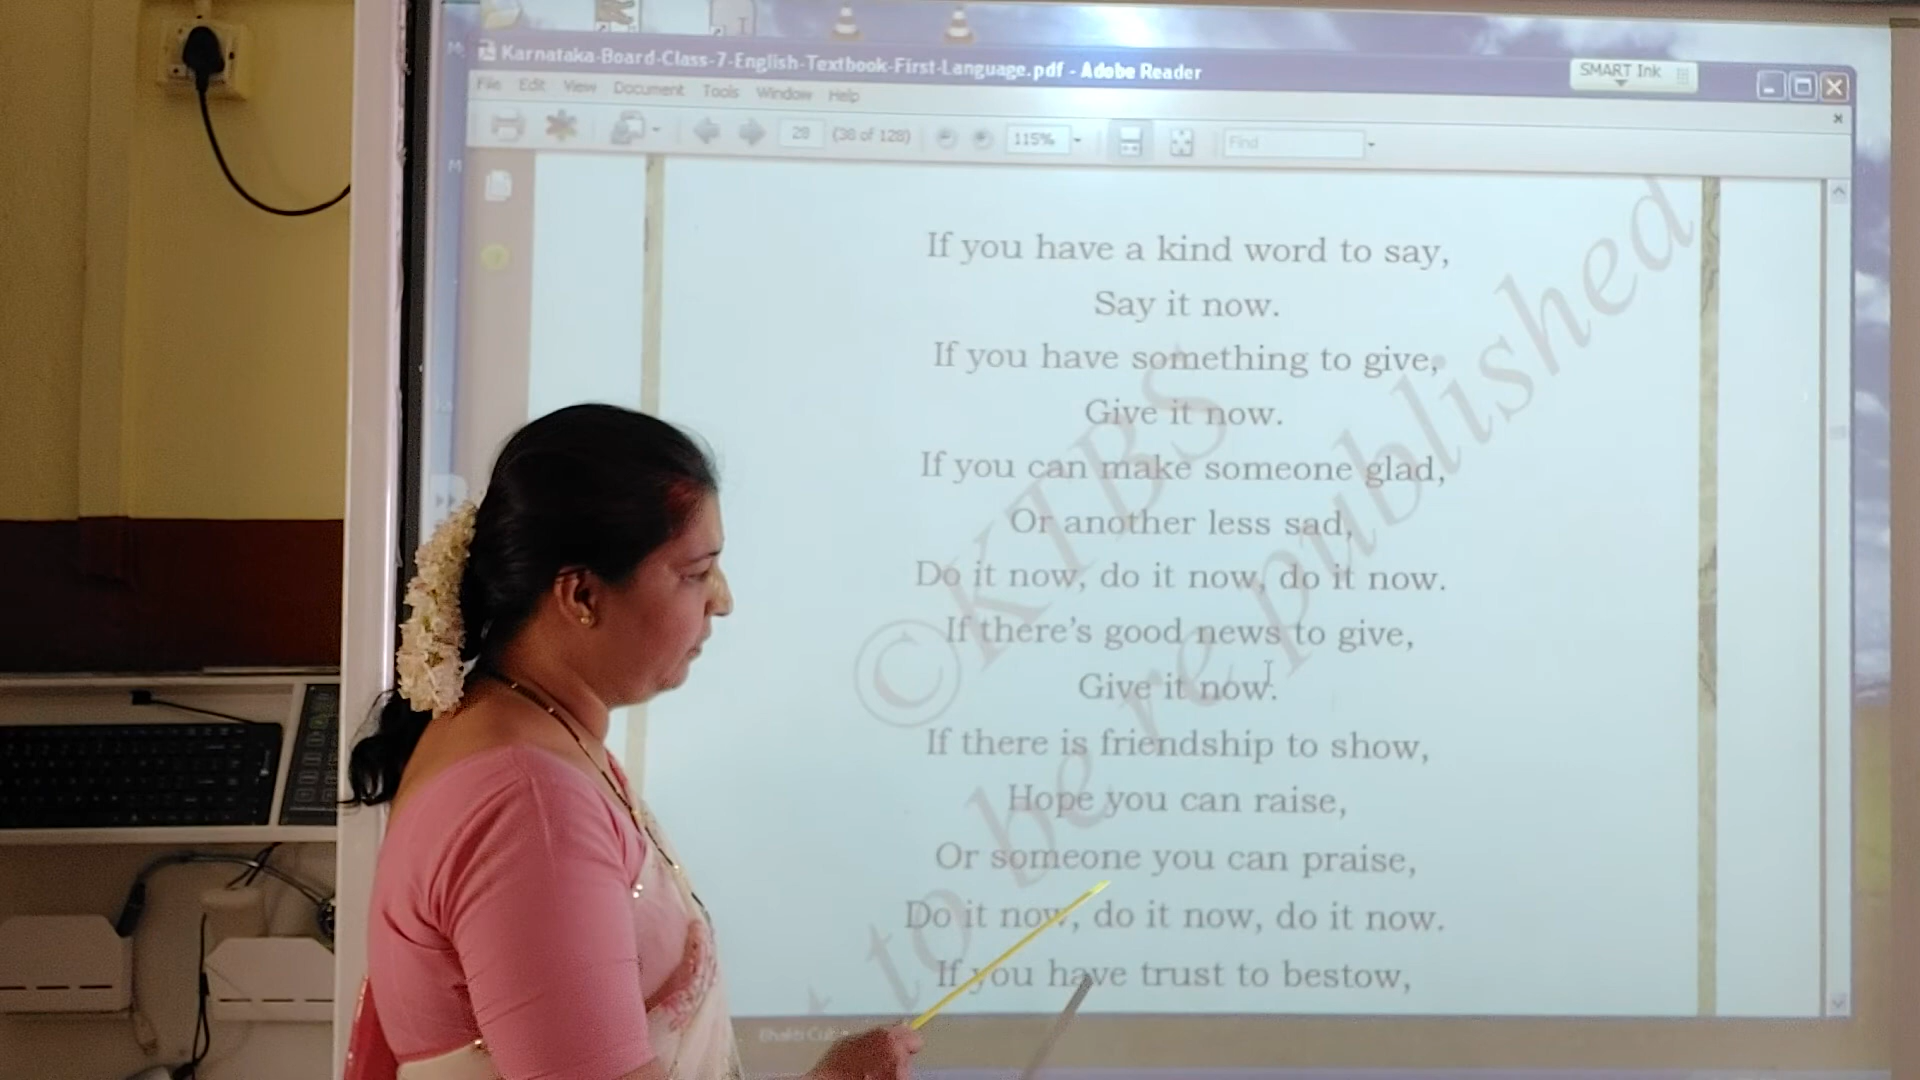 Karnataka-Board-Class-7-English-Textbook-First-Language.pdf - Adobe Reader
SMART Ink
File Edit View Document Tools Window Help
(30 of 128) 115% Find
If you have a kind word to say,
Say it now.
If you have something to give,
Give it now.
If you can make someone glad,
Or another less sad,
Do it now, do it now, do it now.
If there's good news to give,
Give it now.
If there is friendship to show,
Hope you can raise,
Or someone you can praise,
Do it now, do it now, do it now.
If you have trust to bestow,
©KTBS
to be republished